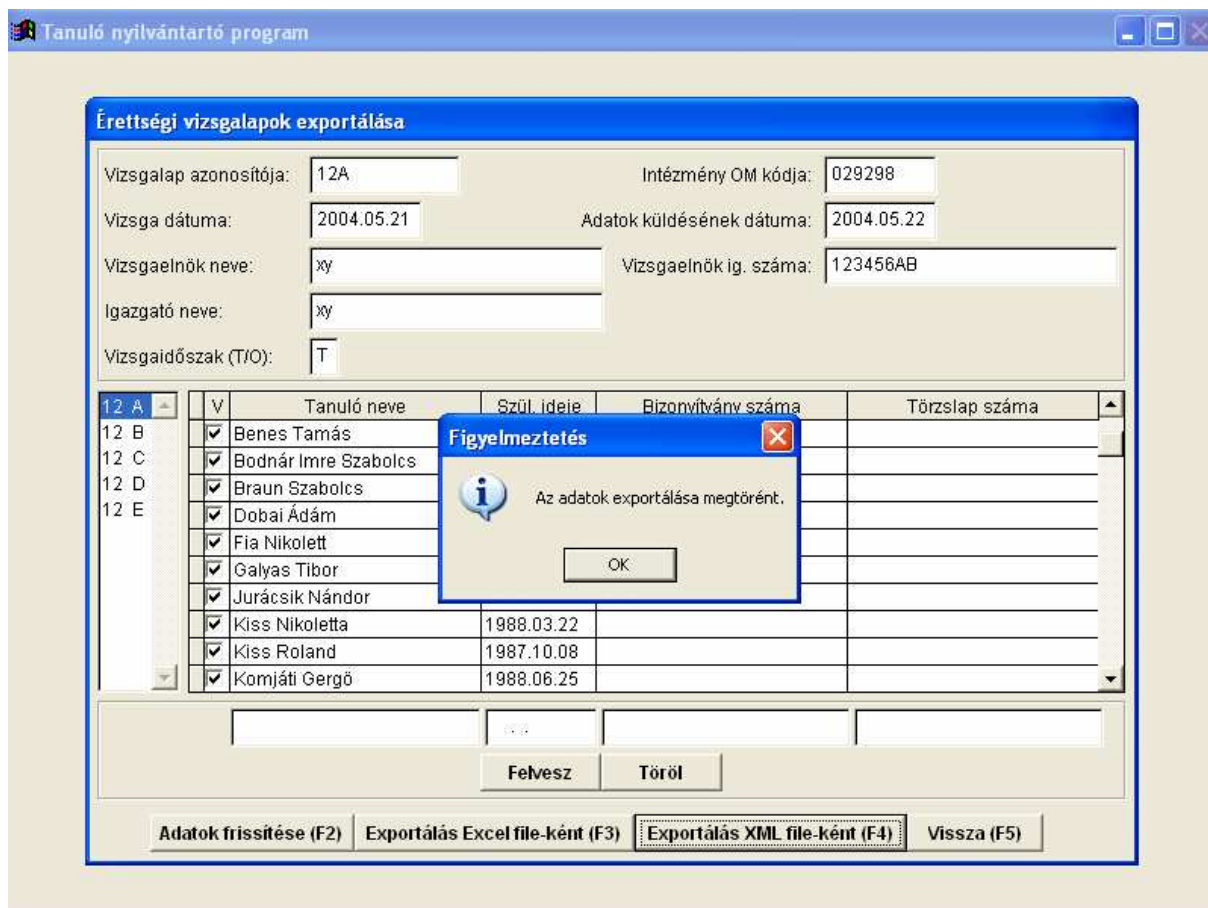 Tanuló nyilvántartó program
Érettségi vizsgalapok exportálása
Vizsgalap azonosítója: 12A Intézmény OM kódja: 029298
Vizsga dátuma: 2004.05.21 Adatok küldésének dátuma: 2004.05.22
Vizsgaelnök neve: xy Vizsgaelnök ig. száma: 123456AB
Igazgató neve: xy
Vizsgaidőszak (T/O): T
12 A
12 B
12 C
12 D
12 E
V Tanuló neve Szül. ideje Bizonyítvány száma Törzslap száma
Benes Tamás
Bodnár Imre Szabolcs
Braun Szabolcs
Dobai Ádám
Fia Nikolett
Galyas Tibor
Jurácsik Nándor
Kiss Nikoletta 1988.03.22
Kiss Roland 1987.10.08
Komjáti Gergö 1988.06.25
Figyelmeztetés
Az adatok exportálása megtörént.
OK
. .
Felvesz Töröl
Adatok frissítése (F2) Exportálás Excel file-ként (F3) Exportálás XML file-ként (F4) Vissza (F5)